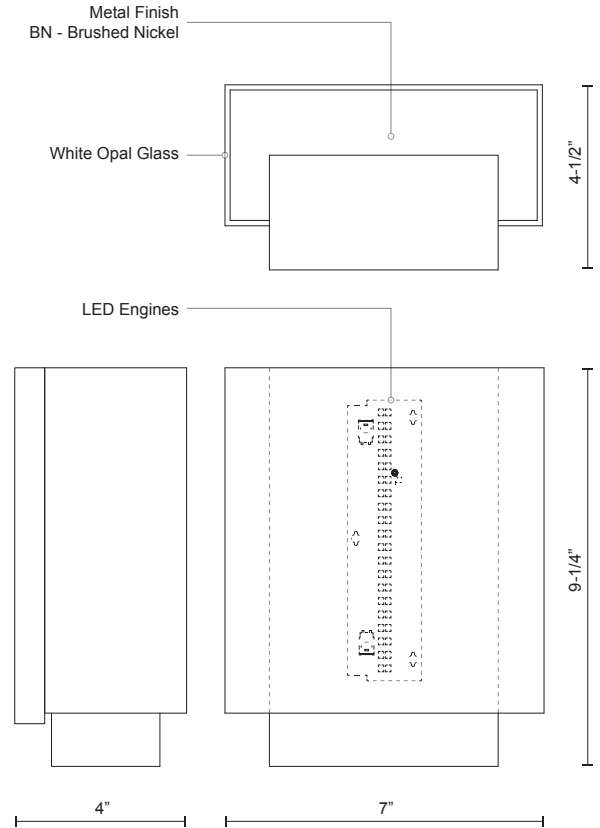 Metal Finish
BN - Brushed Nickel
White Opal Glass
4-1/2”
LED Engines
9-1/4”
4”
7”